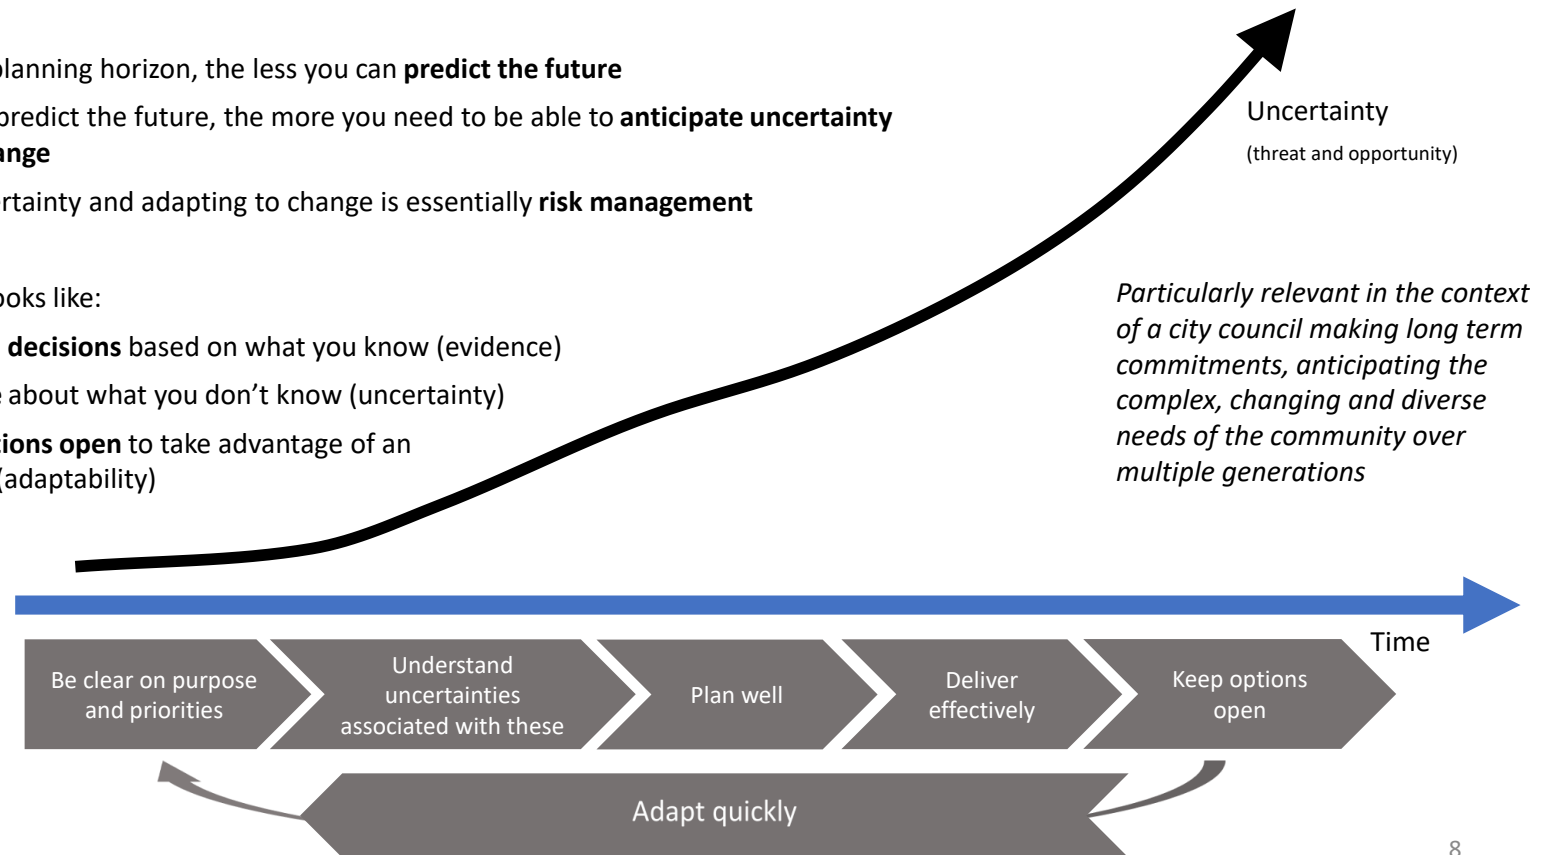 planning horizon, the less you can predict the future
predict the future, the more you need to be able to anticipate uncertainty
ange
ertainty and adapting to change is essentially risk management
ooks like:
decisions based on what you know (evidence)
about what you don’t know (uncertainty)
tions open to take advantage of an
(adaptability)
Uncertainty
(threat and opportunity)
Particularly relevant in the context
of a city council making long term
commitments, anticipating the
complex, changing and diverse
needs of the community over
multiple generations
Time
Be clear on purpose
and priorities
Understand
uncertainties
associated with these
Plan well
Deliver
effectively
Keep options
open
Adapt quickly
8